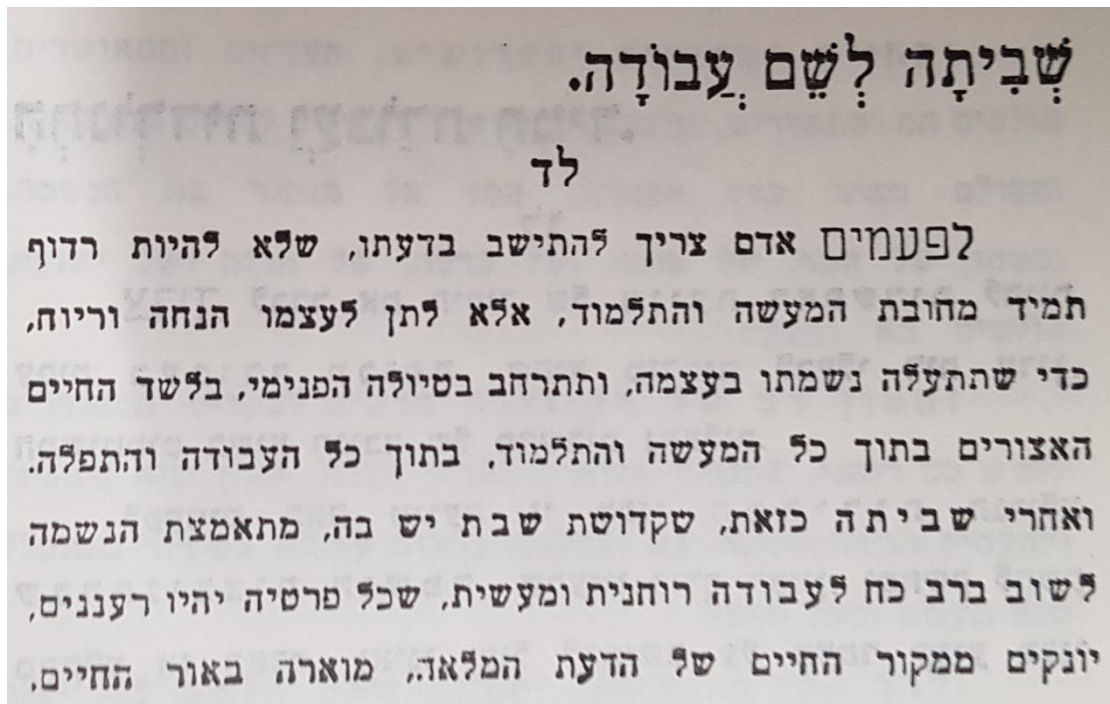 שְׁבִיתָה לְשֵׁם עֲבוֹדָה.
לד
לפעמים אדם צריך להתישב בדעתו, שלא להיות רדוף
תמיד מחובת המעשה והתלמוד, אלא לתן לעצמו הנחה וריוח,
כדי שתתעלה נשמתו בעצמה, ותתרחב בטיולה הפנימי, בלשד החיים
האצורים בתוך כל המעשה והתלמוד, בתוך כל העבודה והתפלה.
ואחרי שביתה כזאת, שקדושת שבת יש בה, מתאמצת הנשמה
לשוב ברב כח לעבודה רוחנית ומעשית, שכל פרטיה יהיו רעננים,
יונקים ממקור החיים של הדעת המלאה, מוארה באור החיים.